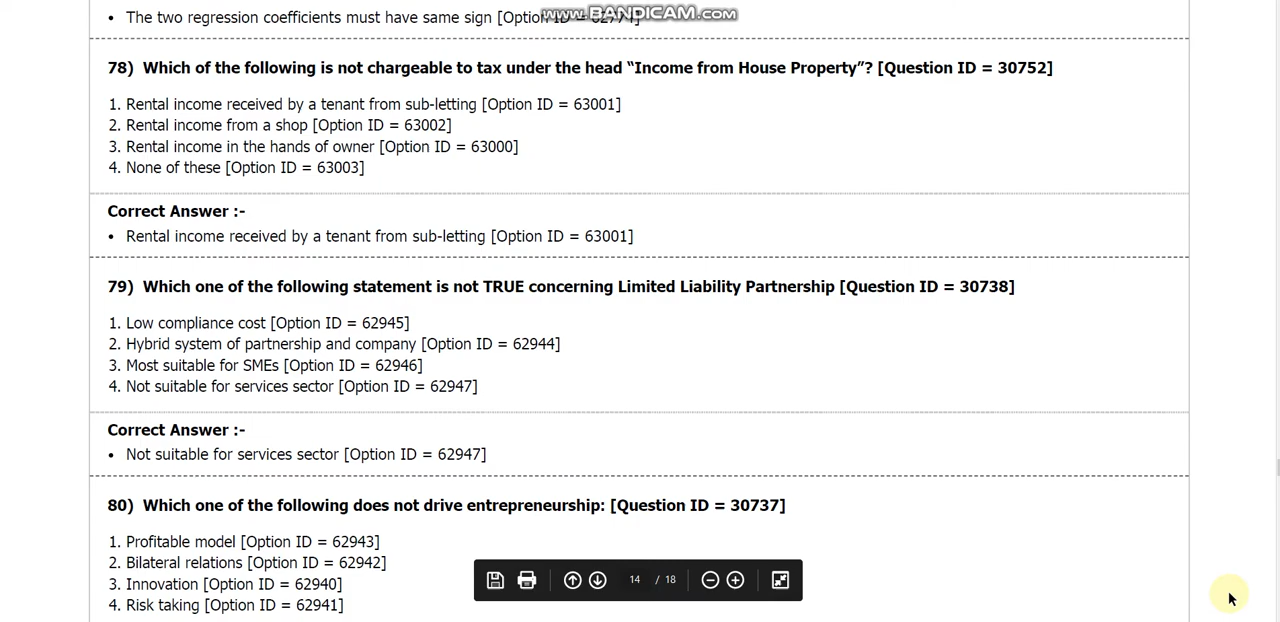 www.BANDICAM.com
• The two regression coefficients must have same sign [Option ID = 62774]
78) Which of the following is not chargeable to tax under the head “Income from House Property”? [Question ID = 30752]
1. Rental income received by a tenant from sub-letting [Option ID = 63001]
2. Rental income from a shop [Option ID = 63002]
3. Rental income in the hands of owner [Option ID = 63000]
4. None of these [Option ID = 63003]
Correct Answer :-
• Rental income received by a tenant from sub-letting [Option ID = 63001]
79) Which one of the following statement is not TRUE concerning Limited Liability Partnership [Question ID = 30738]
1. Low compliance cost [Option ID = 62945]
2. Hybrid system of partnership and company [Option ID = 62944]
3. Most suitable for SMEs [Option ID = 62946]
4. Not suitable for services sector [Option ID = 62947]
Correct Answer :-
• Not suitable for services sector [Option ID = 62947]
80) Which one of the following does not drive entrepreneurship: [Question ID = 30737]
1. Profitable model [Option ID = 62943]
2. Bilateral relations [Option ID = 62942]
3. Innovation [Option ID = 62940]
4. Risk taking [Option ID = 62941]
14 / 18